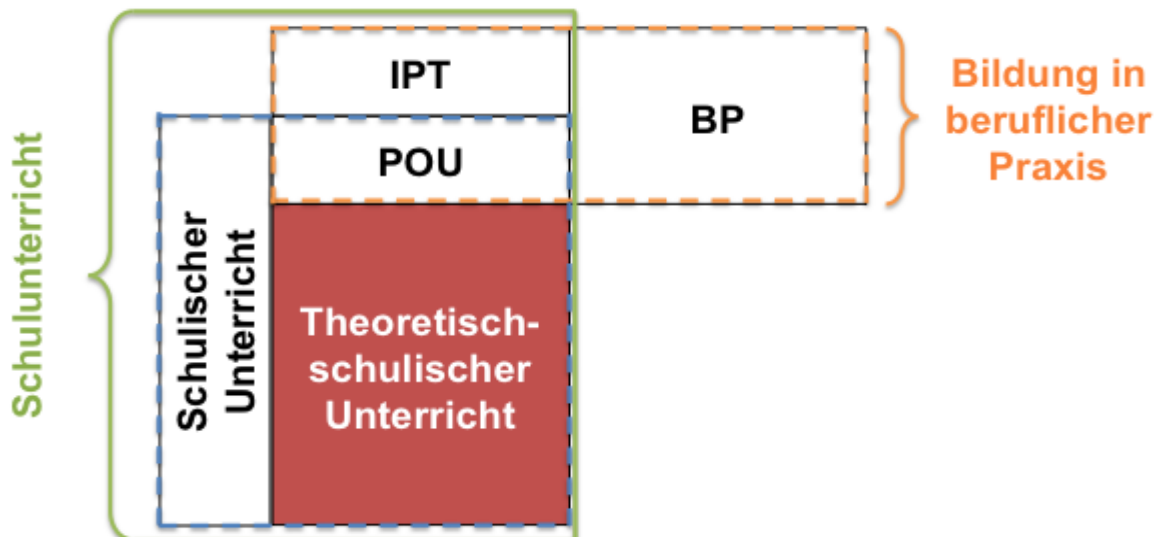 Schulunterricht
Schulischer
Unterricht
IPT
POU
Theoretisch-
schulischer
Unterricht
BP
Bildung in
beruflicher
Praxis